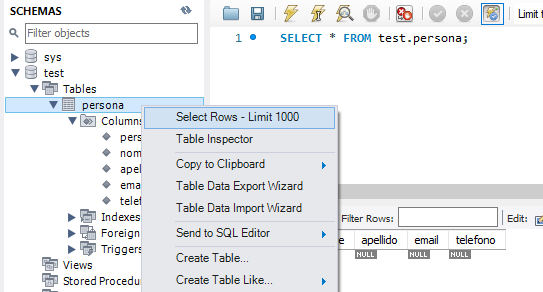 SCHEMAS
Filter objects
sys
test
Tables
persona
Columns
nom
apel
email
telef
Indexes
Foreign
Triggers
Views
Stored Procedu
Select Rows - Limit 1000
Table Inspector
Copy to Clipboard
Table Data Export Wizard
Table Data Import Wizard
Send to SQL Editor
Create Table...
Create Table Like...
Limit t
1
SELECT * FROM test.persona;
Filter Rows:
Edit:
e apellido email telefono
NULL NULL NULL